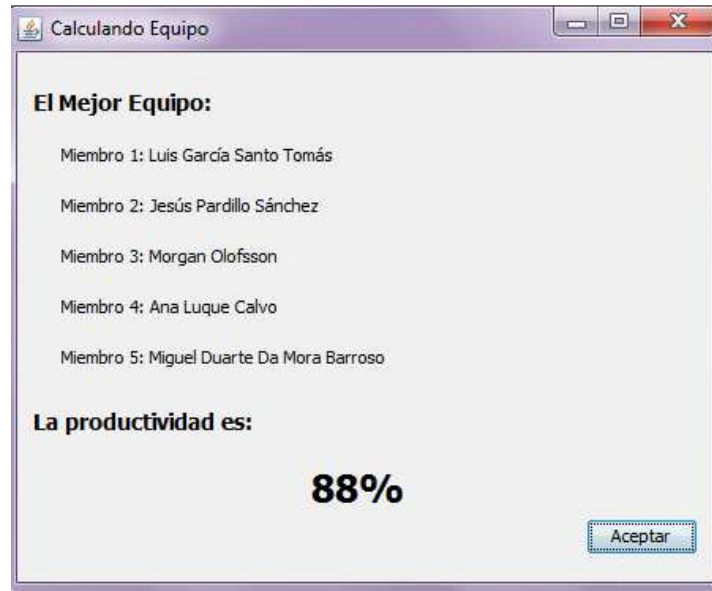 Calculando Equipo
El Mejor Equipo:
Miembro 1: Luis García Santo Tomás
Miembro 2: Jesús Pardillo Sánchez
Miembro 3: Morgan Olofsson
Miembro 4: Ana Luque Calvo
Miembro 5: Miguel Duarte Da Mora Barroso
La productividad es:
88%
Aceptar